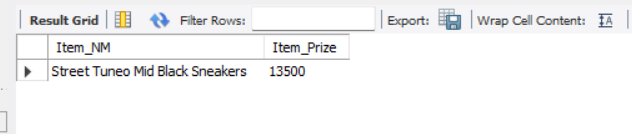 Result Grid Filter Rows: Export: Wrap Cell Content:
Item_NM Item_Prize
Street Tuneo Mid Black Sneakers 13500